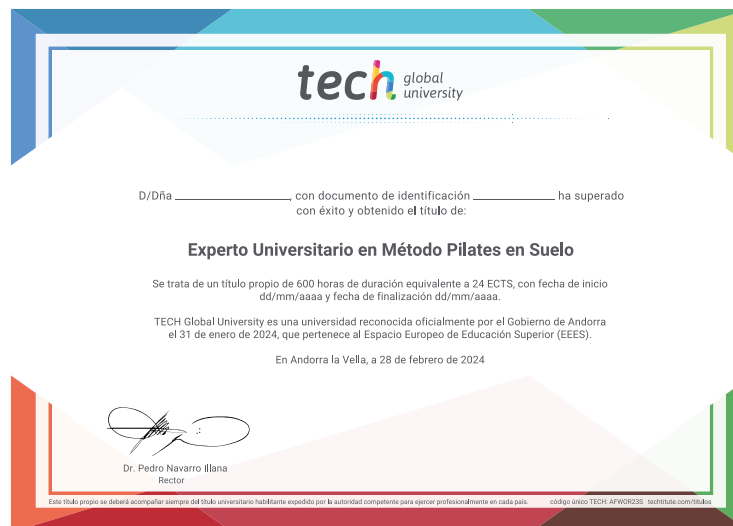 tech global university
D/Dña ____________________, con documento de identificación ______________ ha superado
con éxito y obtenido el título de:
Experto Universitario en Método Pilates en Suelo
Se trata de un título propio de 600 horas de duración equivalente a 24 ECTS, con fecha de inicio
dd/mm/aaaa y fecha de finalización dd/mm/aaaa.
TECH Global University es una universidad reconocida oficialmente por el Gobierno de Andorra
el 31 de enero de 2024, que pertenece al Espacio Europeo de Educación Superior (EEES).
En Andorra la Vella, a 28 de febrero de 2024
Dr. Pedro Navarro Illana
Rector
Este título propio se deberá acompañar siempre del título universitario habilitante expedido por la autoridad competente para ejercer profesionalmente en cada país. código único TECH: AFWOR23S techtitute.com/titulos